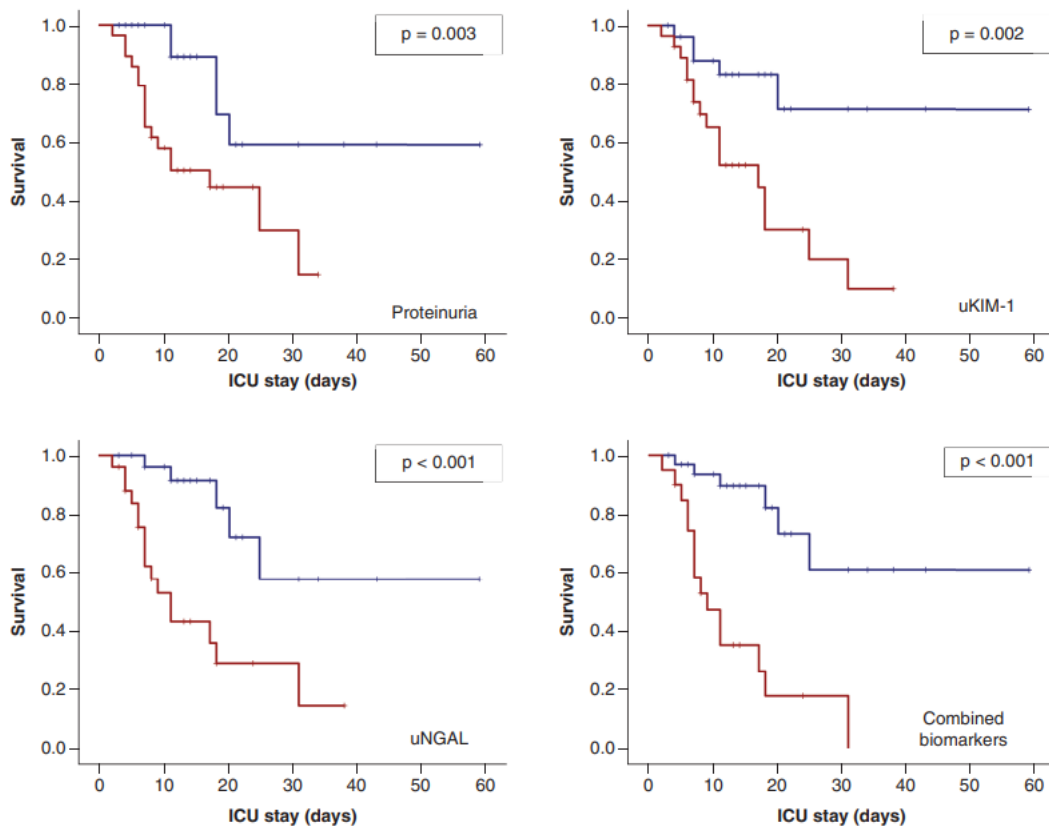 p = 0.003
1.0
0.8
0.6
0.4
0.2
0.0
Survival
Proteinuria
0 10 20 30 40 50 60
ICU stay (days)
p = 0.002
1.0
0.8
0.6
0.4
0.2
0.0
Survival
uKIM-1
0 10 20 30 40 50 60
ICU stay (days)
p < 0.001
1.0
0.8
0.6
0.4
0.2
0.0
Survival
uNGAL
0 10 20 30 40 50 60
ICU stay (days)
p < 0.001
1.0
0.8
0.6
0.4
0.2
0.0
Survival
Combined
biomarkers
0 10 20 30 40 50 60
ICU stay (days)